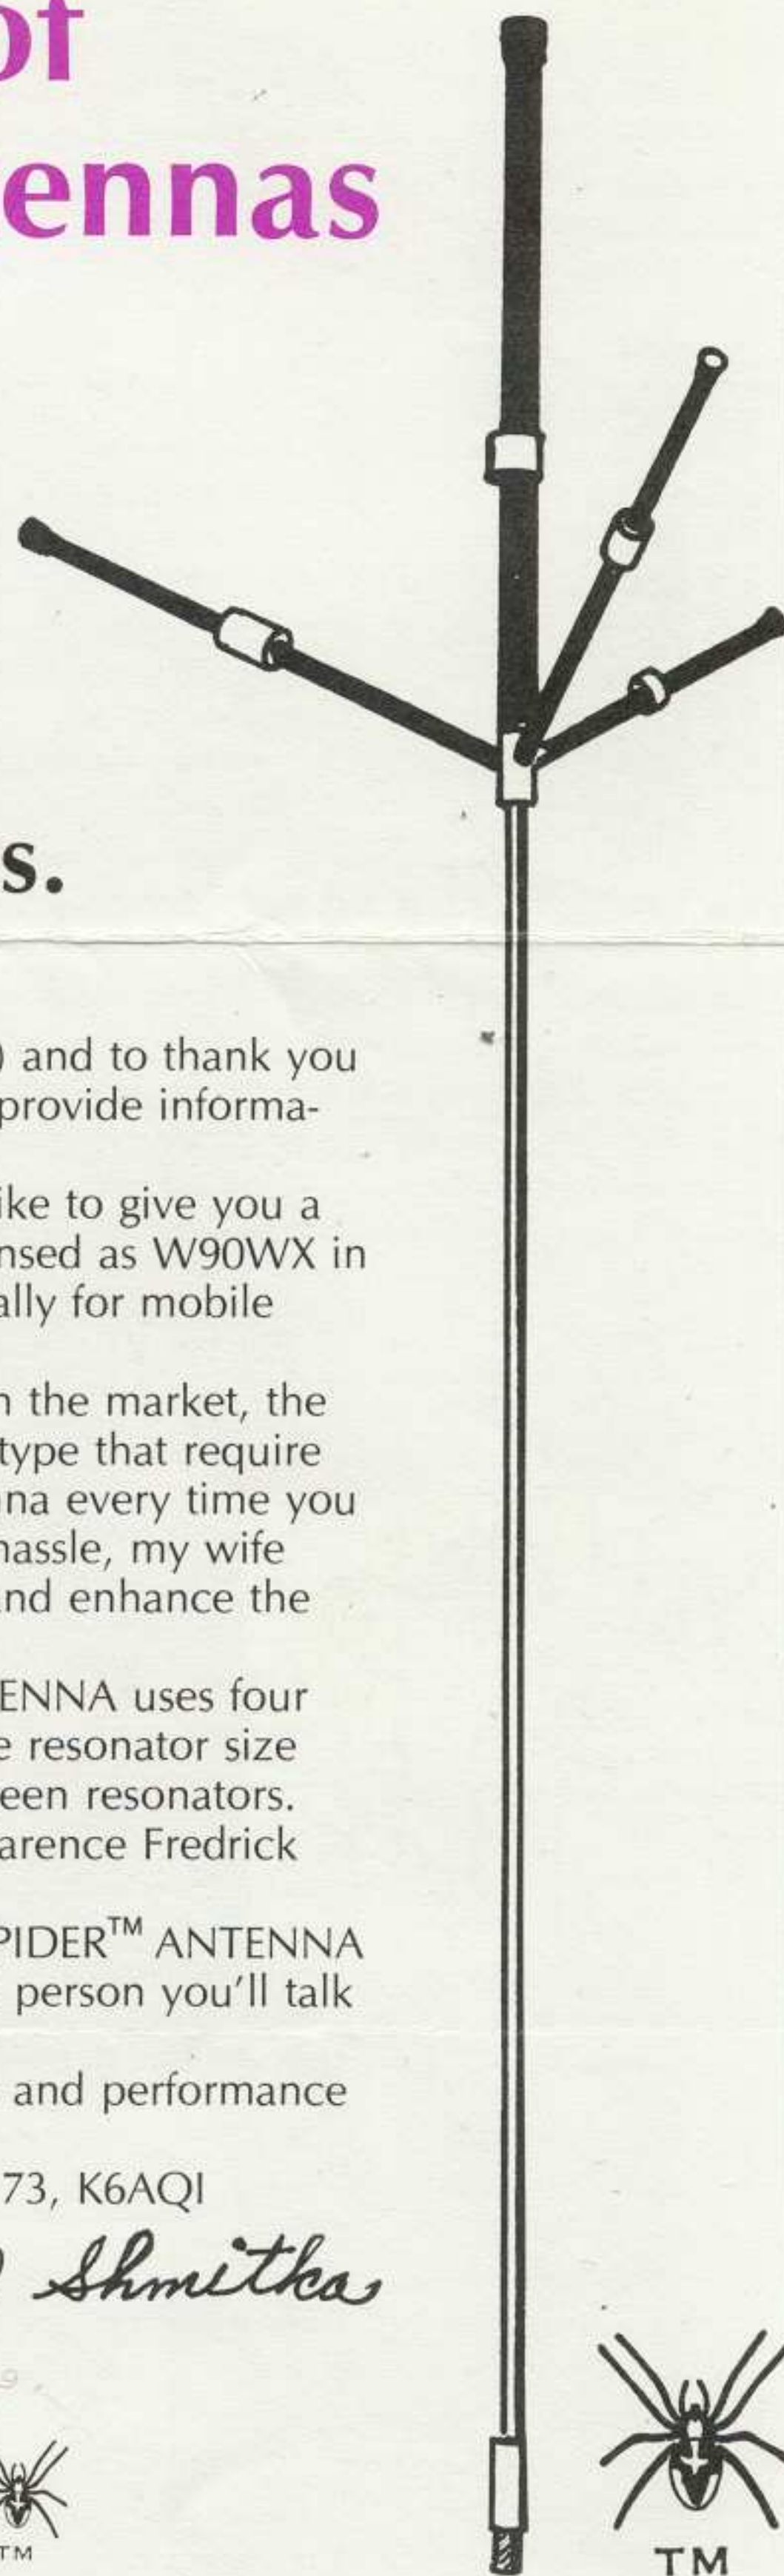 of
ennas
s.
) and to thank you
provide informa-
ike to give you a
nsed as W90WX in
ally for mobile
n the market, the
type that require
nna every time you
hassle, my wife
nd enhance the
ENNA uses four
e resonator size
een resonators.
arence Fredrick
PIDER™ ANTENNA
person you'll talk
and performance
73, K6AQI
Shmitka
TM
TM